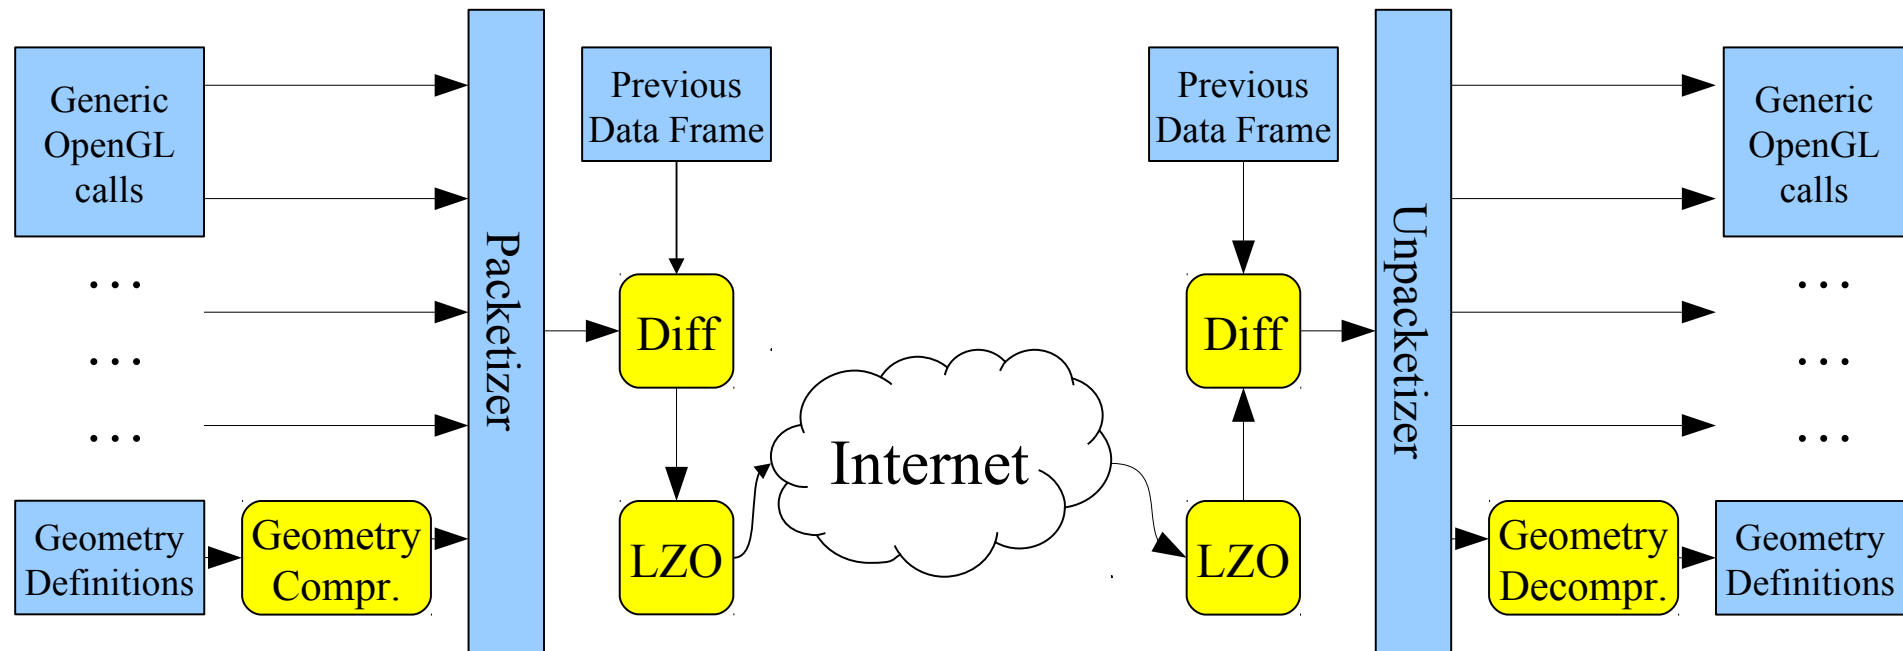 Generic
OpenGL
calls
...
...
...
Geometry
Definitions
Geometry
Compr.
Packetizer
Previous
Data Frame
Diff
LZO
Internet
Previous
Data Frame
Diff
LZO
Unpacketizer
Generic
OpenGL
calls
...
...
...
Geometry
Decompr.
Geometry
Definitions